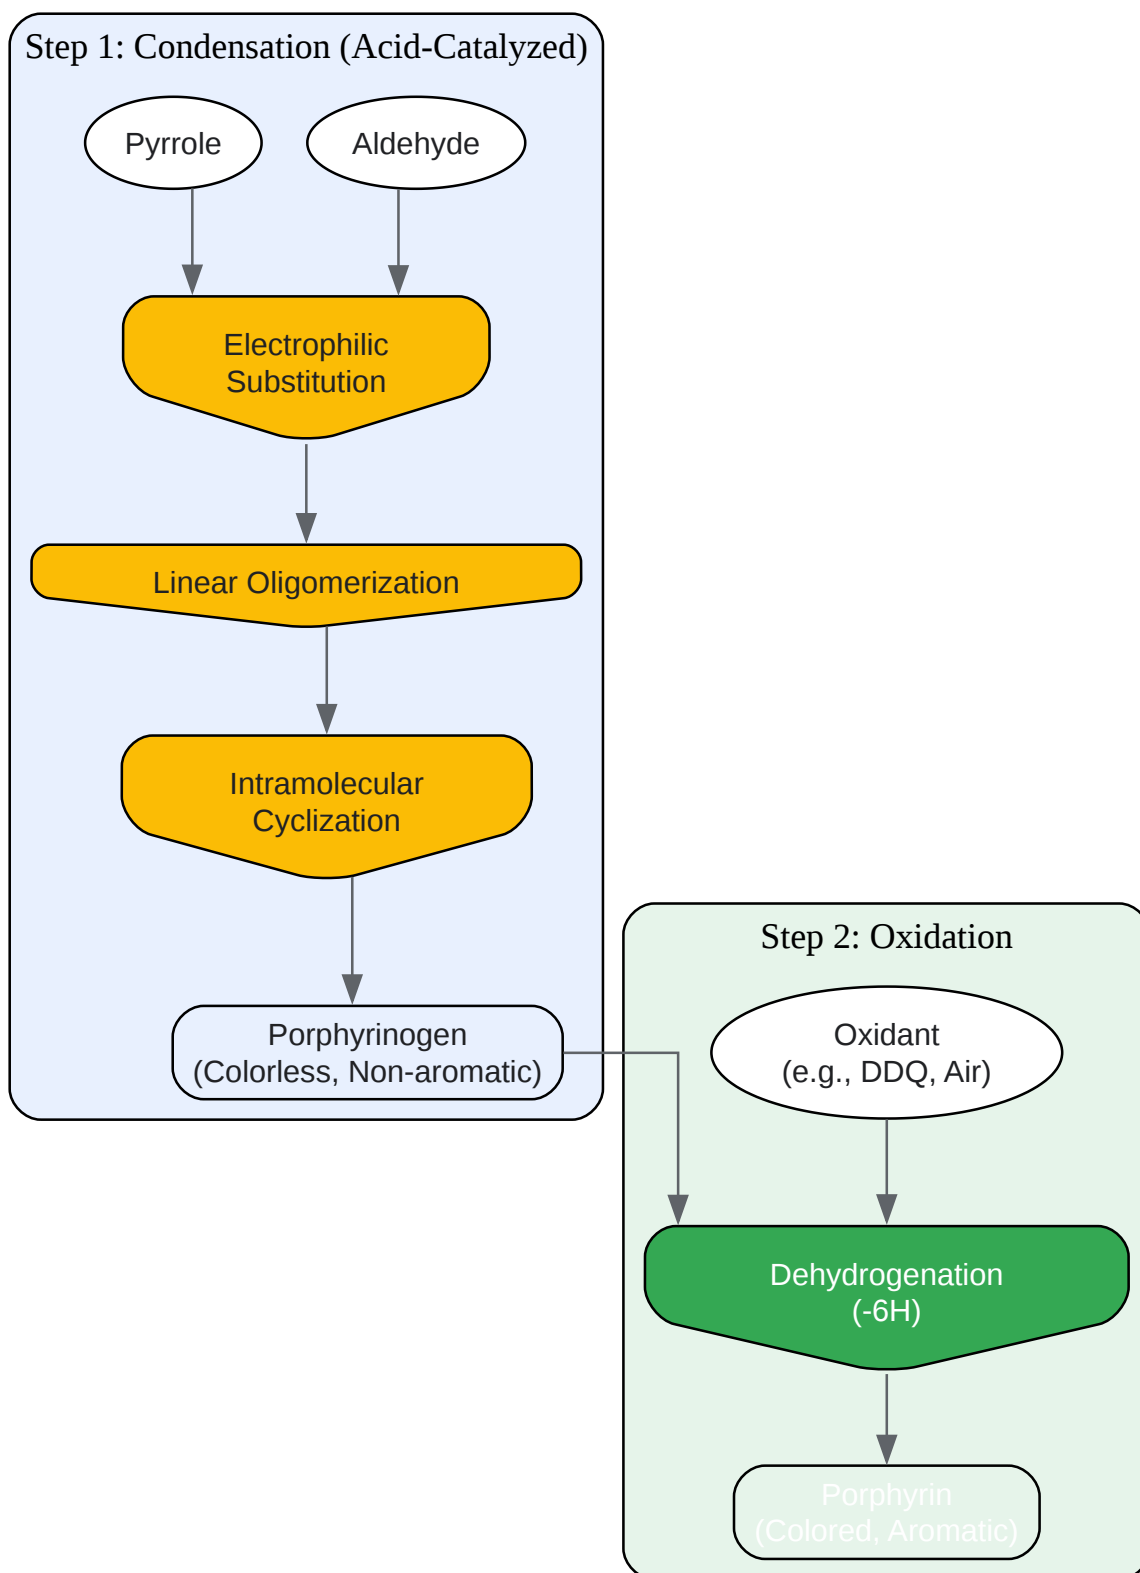 Step 1: Condensation (Acid-Catalyzed)
Pyrrole
Aldehyde
Electrophilic
Substitution
Linear Oligomerization
Intramolecular
Cyclization
Porphyrinogen
(Colorless, Non-aromatic)
Step 2: Oxidation
Oxidant
(e.g., DDQ, Air)
Dehydrogenation
(-6H)
Porphyrin
(Colored, Aromatic)